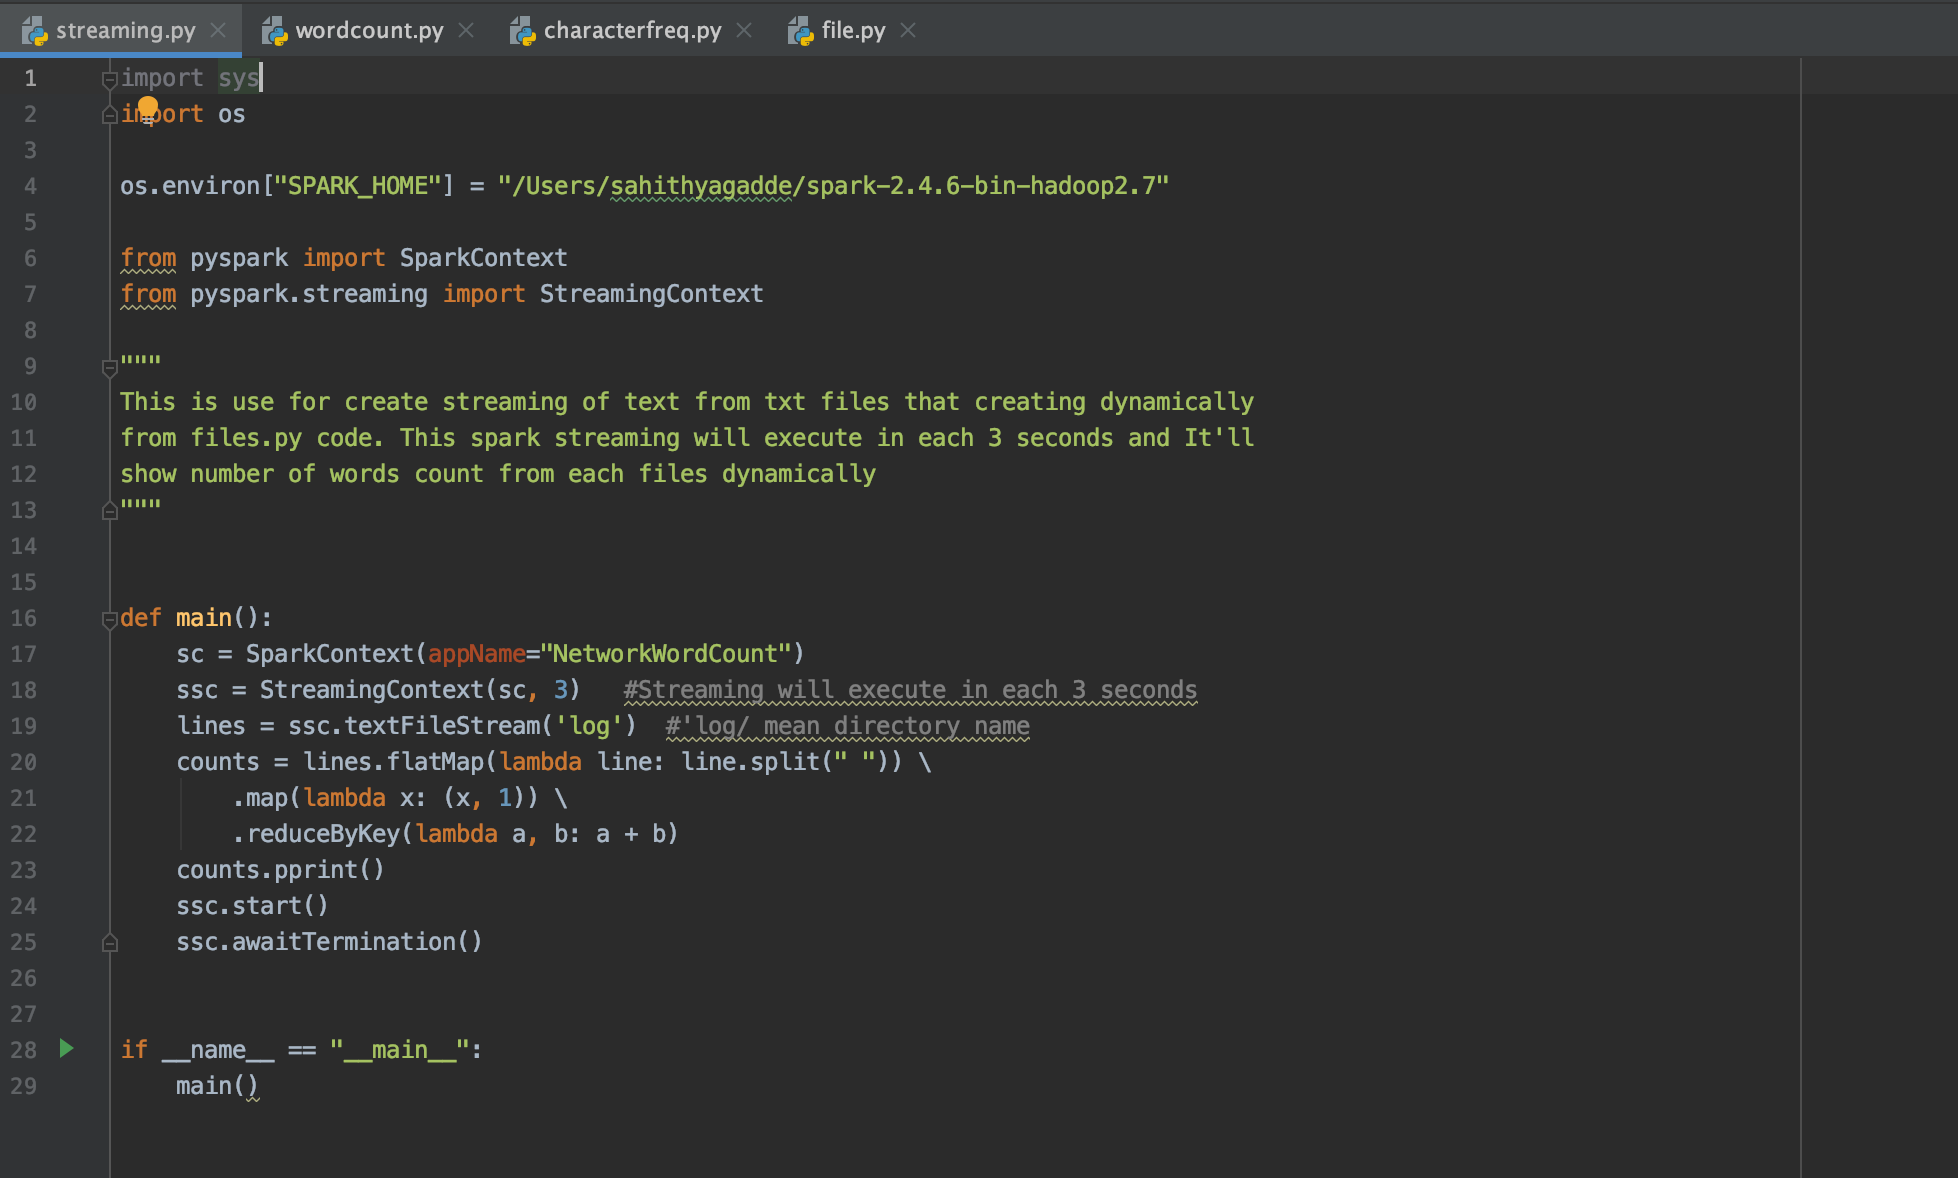 streaming.py wordcount.py characterfreq.py file.py
1 import sys
2 import os
3
4 os.environ["SPARK_HOME"] = "/Users/sahithyagadde/spark-2.4.6-bin-hadoop2.7"
5
6 from pyspark import SparkContext
7 from pyspark.streaming import StreamingContext
8
9 """
10 This is use for create streaming of text from txt files that creating dynamically
11 from files.py code. This spark streaming will execute in each 3 seconds and It'll
12 show number of words count from each files dynamically
13 """
14
15
16 def main():
17     sc = SparkContext(appName="NetworkWordCount")
18     ssc = StreamingContext(sc, 3)   #Streaming will execute in each 3 seconds
19     lines = ssc.textFileStream('log')  #'log/ mean directory name
20     counts = lines.flatMap(lambda line: line.split(" ")) \
21         .map(lambda x: (x, 1)) \
22         .reduceByKey(lambda a, b: a + b)
23     counts.pprint()
24     ssc.start()
25     ssc.awaitTermination()
26
27
28 if __name__ == "__main__":
29     main()